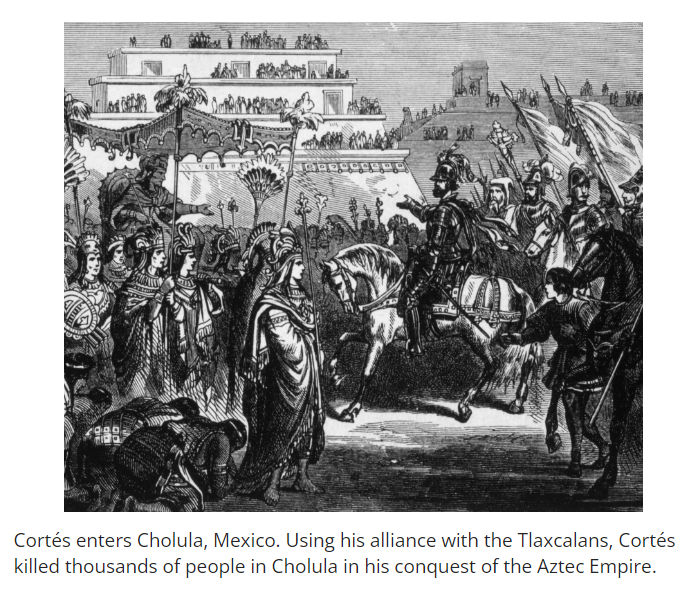 Cortés enters Cholula, Mexico. Using his alliance with the Tlaxcalans, Cortés
killed thousands of people in Cholula in his conquest of the Aztec Empire.